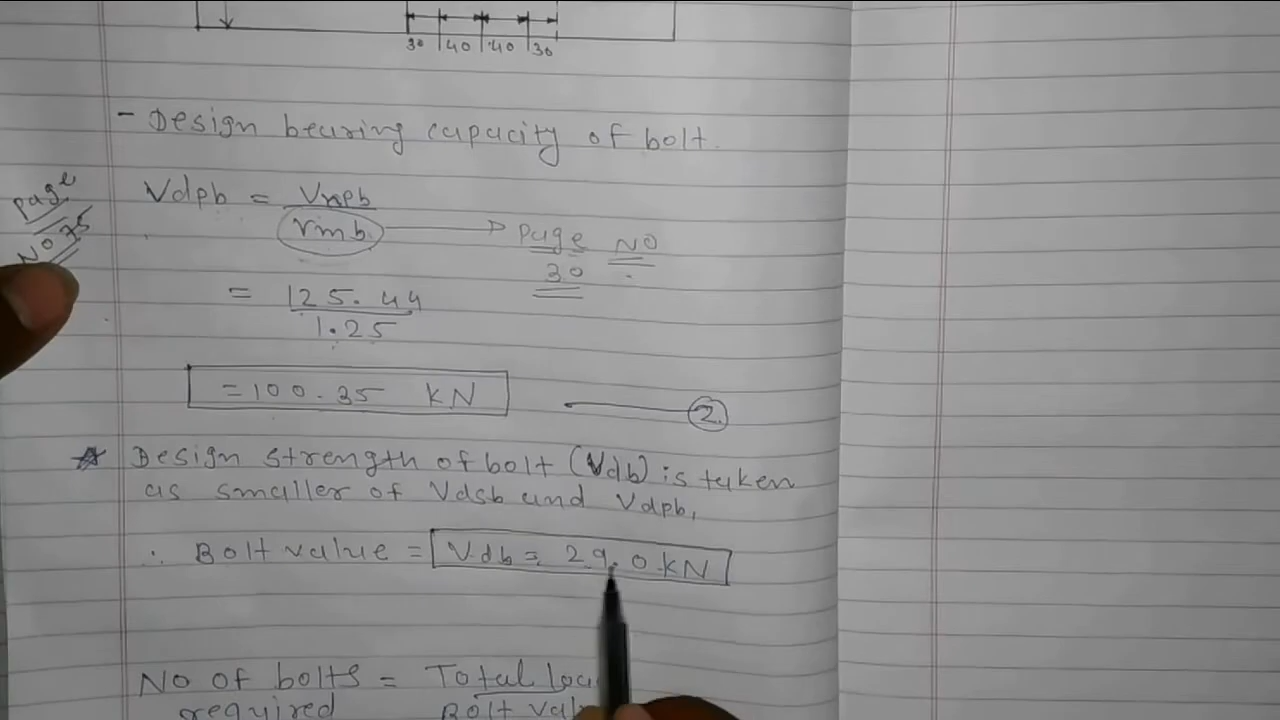 30 40 40 30
- Design bearing capacity of bolt.
page
No 75
Vdpb = Vnpb
γmb
Page No
30
= 125.44
1.25
= 100.35 kN
2.
Design strength of bolt (Vdb) is taken
as smaller of Vdsb and Vdpb,
∴ Bolt value = Vdb = 29.0 kN
No of bolts = Total
required Bolt